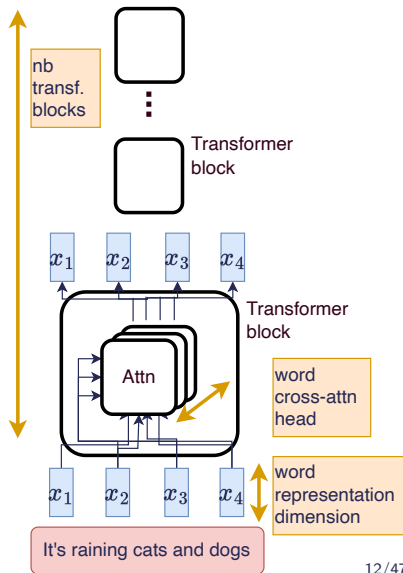 nb
transf.
blocks
Transformer
block
x1 x2 x3 x4
Transformer
block
Attn
word
cross-attn
head
x1 x2 x3 x4
word
representation
dimension
It's raining cats and dogs
12/47